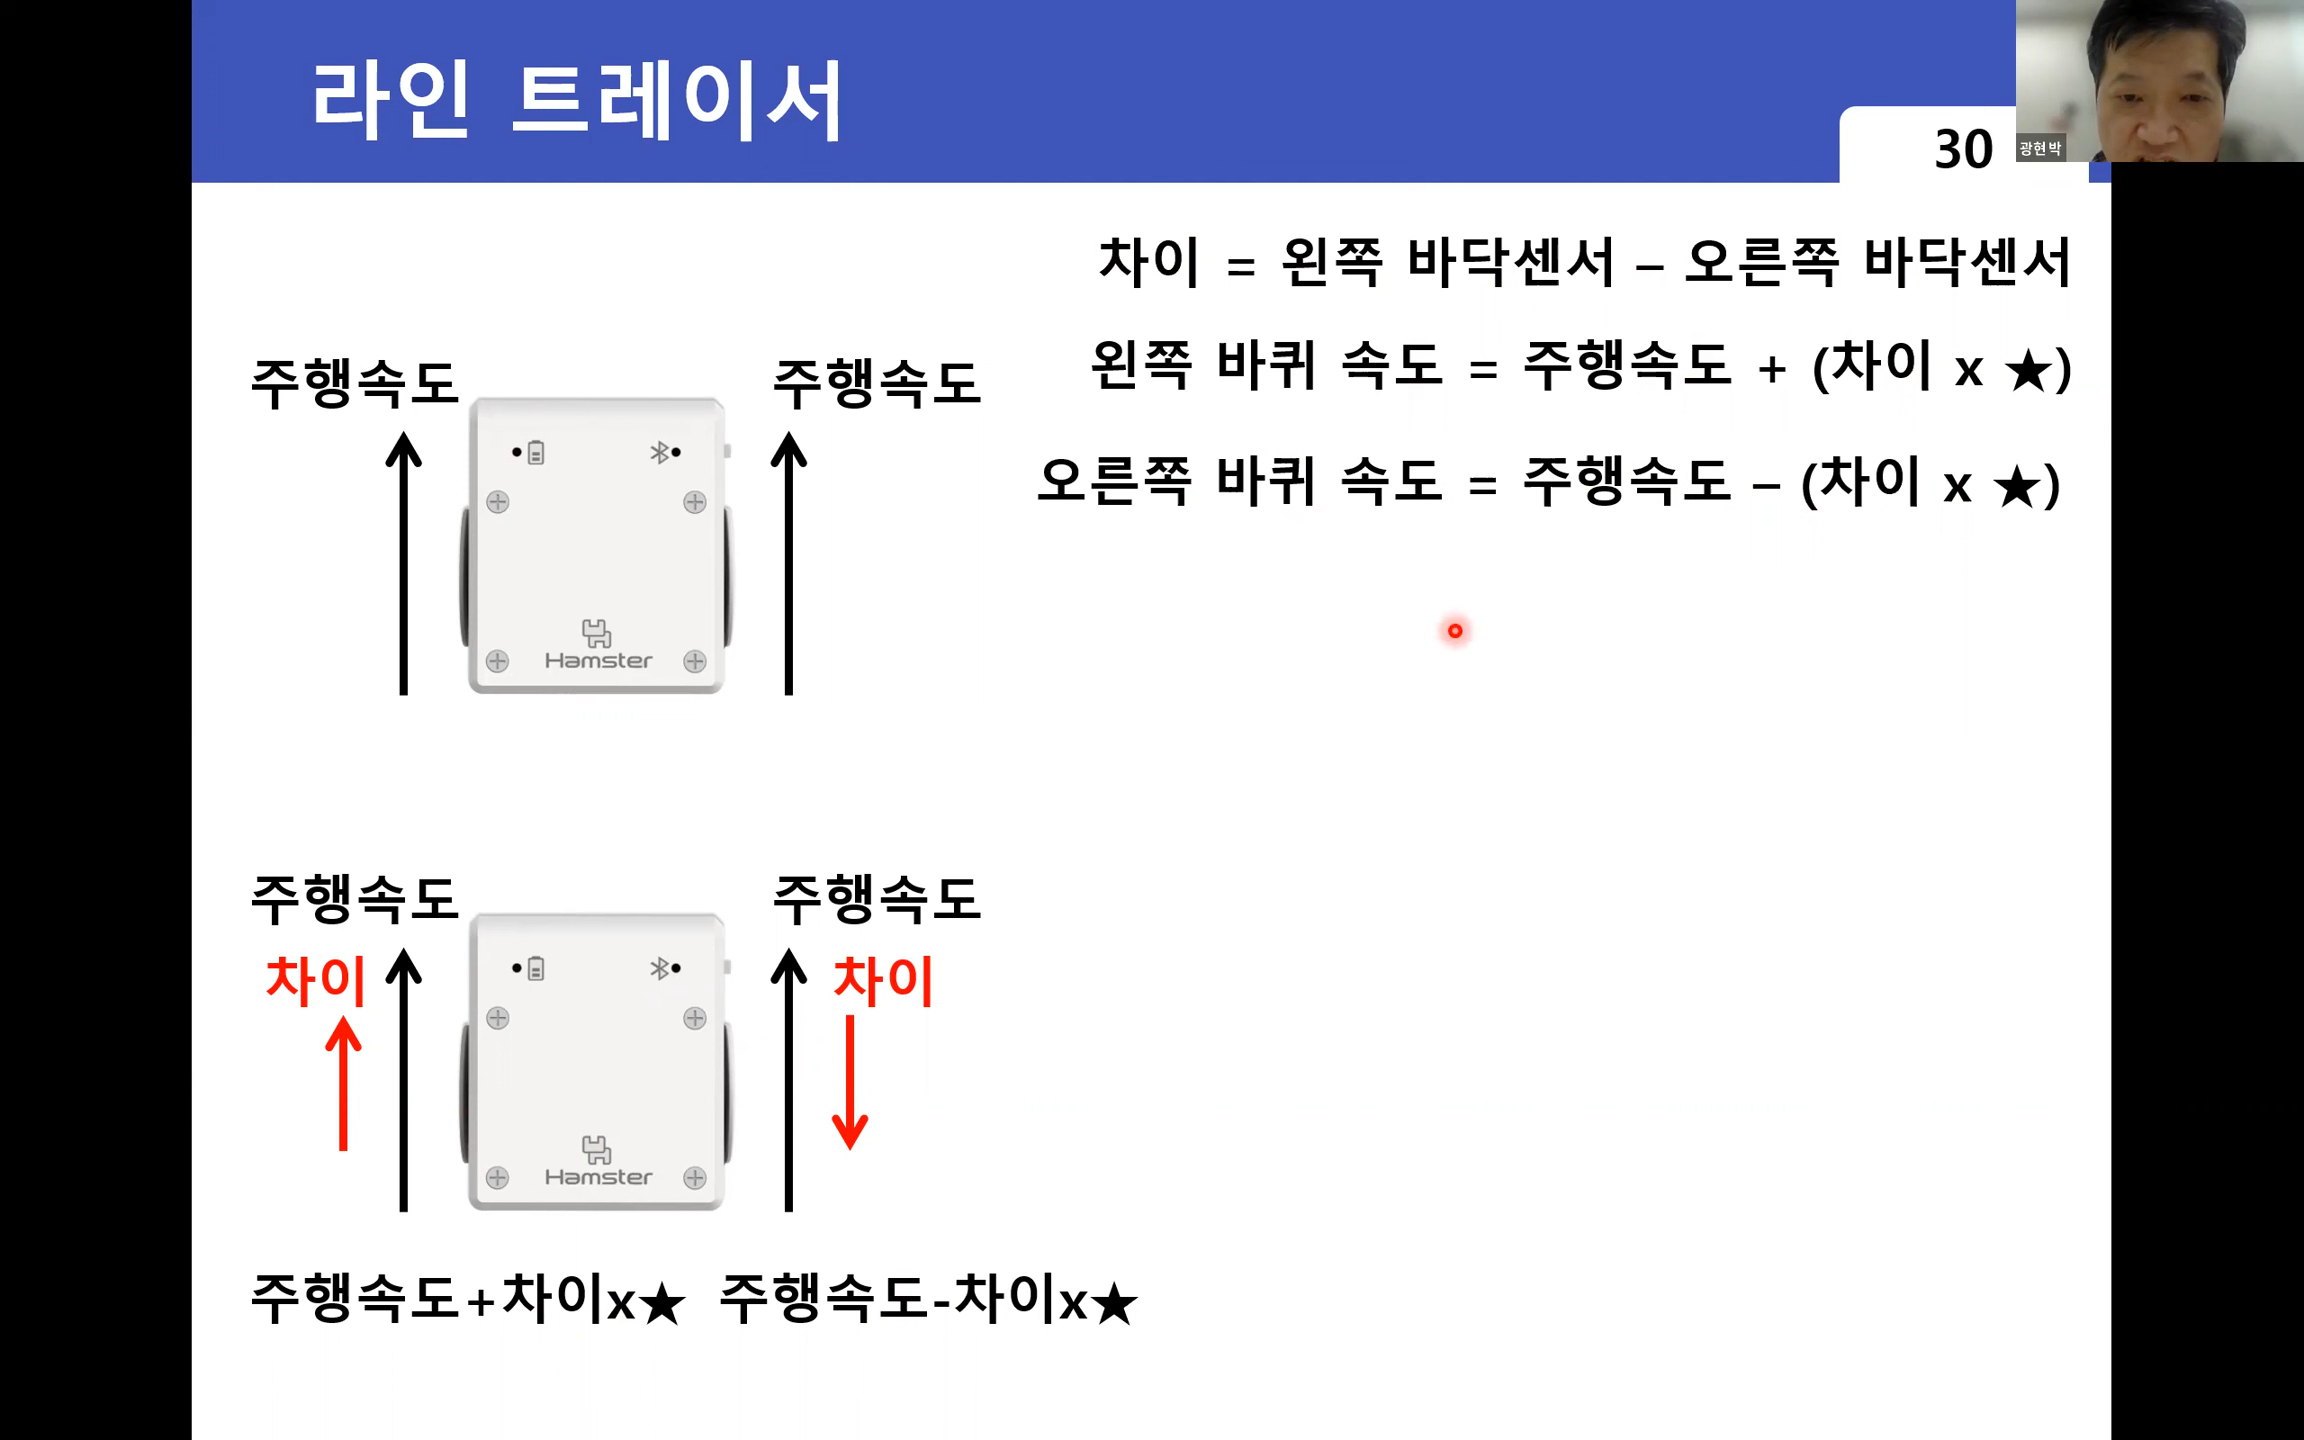 라인 트레이서
30
광현박
차이 = 왼쪽 바닥센서 – 오른쪽 바닥센서
왼쪽 바퀴 속도 = 주행속도 + (차이 x ★)
오른쪽 바퀴 속도 = 주행속도 – (차이 x ★)
주행속도 주행속도
Hamster
주행속도 주행속도
차이 차이
Hamster
주행속도+차이x★ 주행속도-차이x★